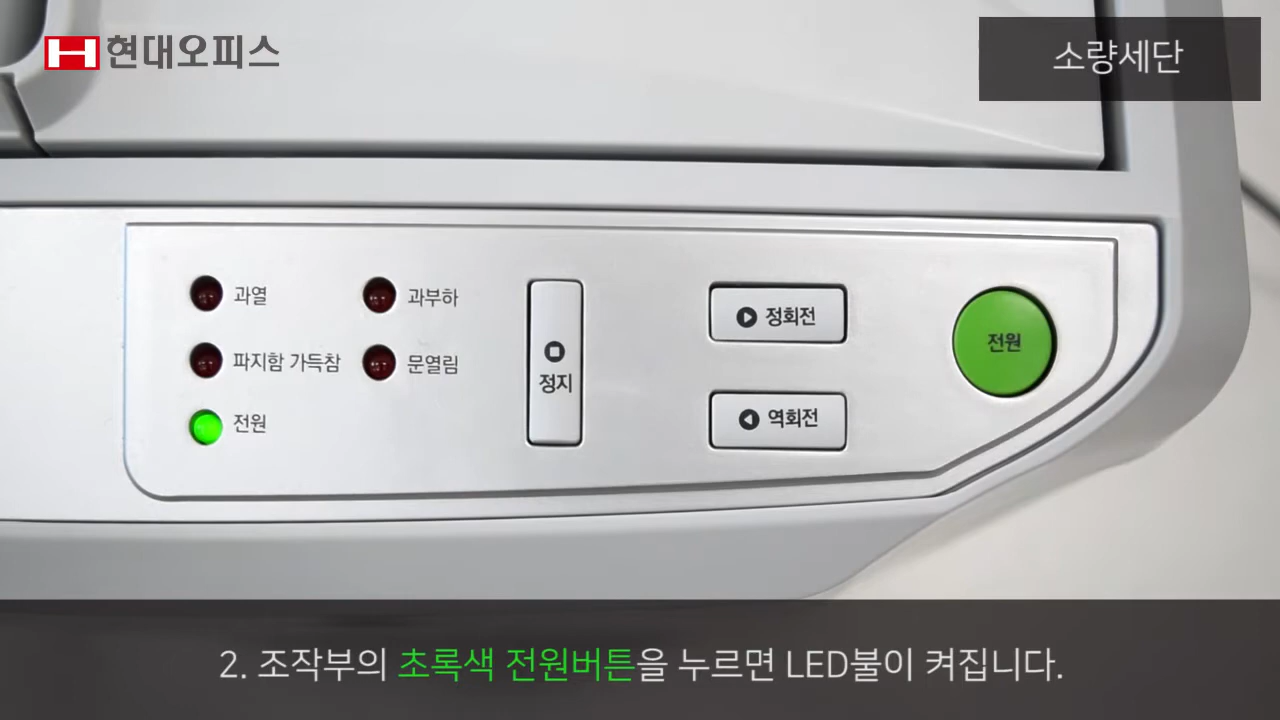 현대오피스
소량세단
과열
과부하
파지함 가득참
문열림
전원
정지
정회전
역회전
전원
2. 조작부의 초록색 전원버튼을 누르면 LED불이 켜집니다.